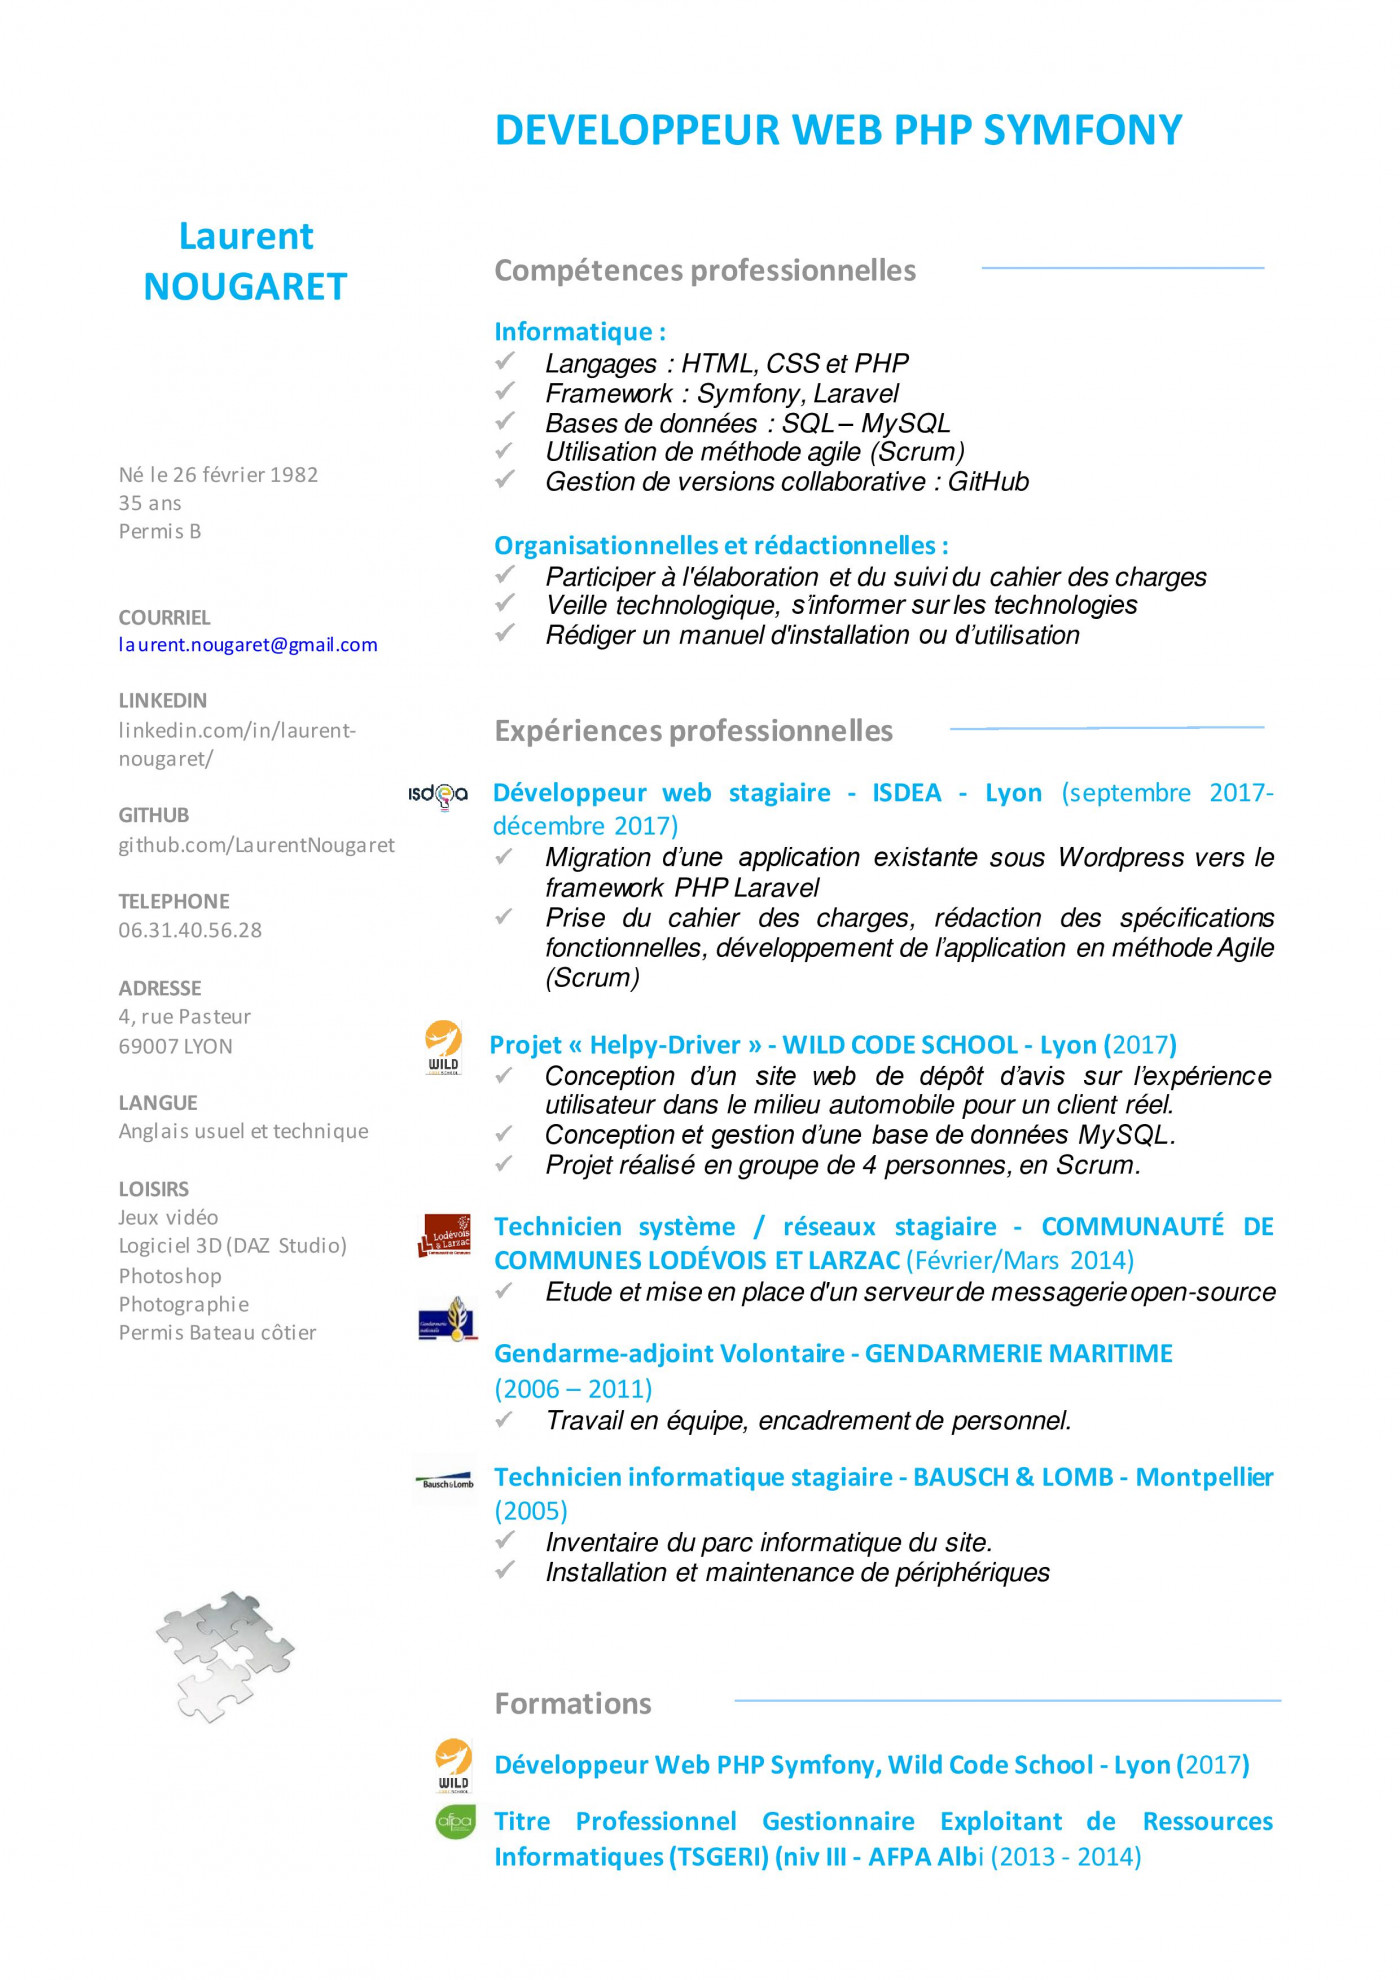 DEVELOPPEUR WEB PHP SYMFONY
Laurent
NOUGARET
Né le 26 février 1982
35 ans
Permis B
COURRIEL
laurent.nougaret@gmail.com
LINKEDIN
linkedin.com/in/laurent-
nougaret/
GITHUB
github.com/LaurentNougaret
TELEPHONE
06.31.40.56.28
ADRESSE
4, rue Pasteur
69007 LYON
LANGUE
Anglais usuel et technique
LOISIRS
Jeux vidéo
Logiciel 3D (DAZ Studio)
Photoshop
Photographie
Permis Bateau côtier
Compétences professionnelles
Informatique :
✓ Langages : HTML, CSS et PHP
✓ Framework : Symfony, Laravel
✓ Bases de données : SQL – MySQL
✓ Utilisation de méthode agile (Scrum)
✓ Gestion de versions collaborative : GitHub
Organisationnelles et rédactionnelles :
✓ Participer à l'élaboration et du suivi du cahier des charges
✓ Veille technologique, s’informer sur les technologies
✓ Rédiger un manuel d'installation ou d’utilisation
Expériences professionnelles
isdea
Développeur web stagiaire - ISDEA - Lyon (septembre 2017-
décembre 2017)
✓ Migration d’une application existante sous Wordpress vers le
framework PHP Laravel
✓ Prise du cahier des charges, rédaction des spécifications
fonctionnelles, développement de l’application en méthode Agile
(Scrum)
WILD
CODE SCHOOL
Projet « Helpy-Driver » - WILD CODE SCHOOL - Lyon (2017)
✓ Conception d’un site web de dépôt d’avis sur l’expérience
utilisateur dans le milieu automobile pour un client réel.
✓ Conception et gestion d’une base de données MySQL.
✓ Projet réalisé en groupe de 4 personnes, en Scrum.
Lodévois
& Larzac
Technicien système / réseaux stagiaire - COMMUNAUTÉ DE
COMMUNES LODÉVOIS ET LARZAC (Février/Mars 2014)
✓ Etude et mise en place d'un serveur de messagerie open-source
Gendarmerie
nationale
Gendarme-adjoint Volontaire - GENDARMERIE MARITIME
(2006 – 2011)
✓ Travail en équipe, encadrement de personnel.
Bausch & Lomb
Technicien informatique stagiaire - BAUSCH & LOMB - Montpellier
(2005)
✓ Inventaire du parc informatique du site.
✓ Installation et maintenance de périphériques
Formations
WILD
CODE SCHOOL
Développeur Web PHP Symfony, Wild Code School - Lyon (2017)
afpa
Titre Professionnel Gestionnaire Exploitant de Ressources
Informatiques (TSGERI) (niv III - AFPA Albi (2013 - 2014)